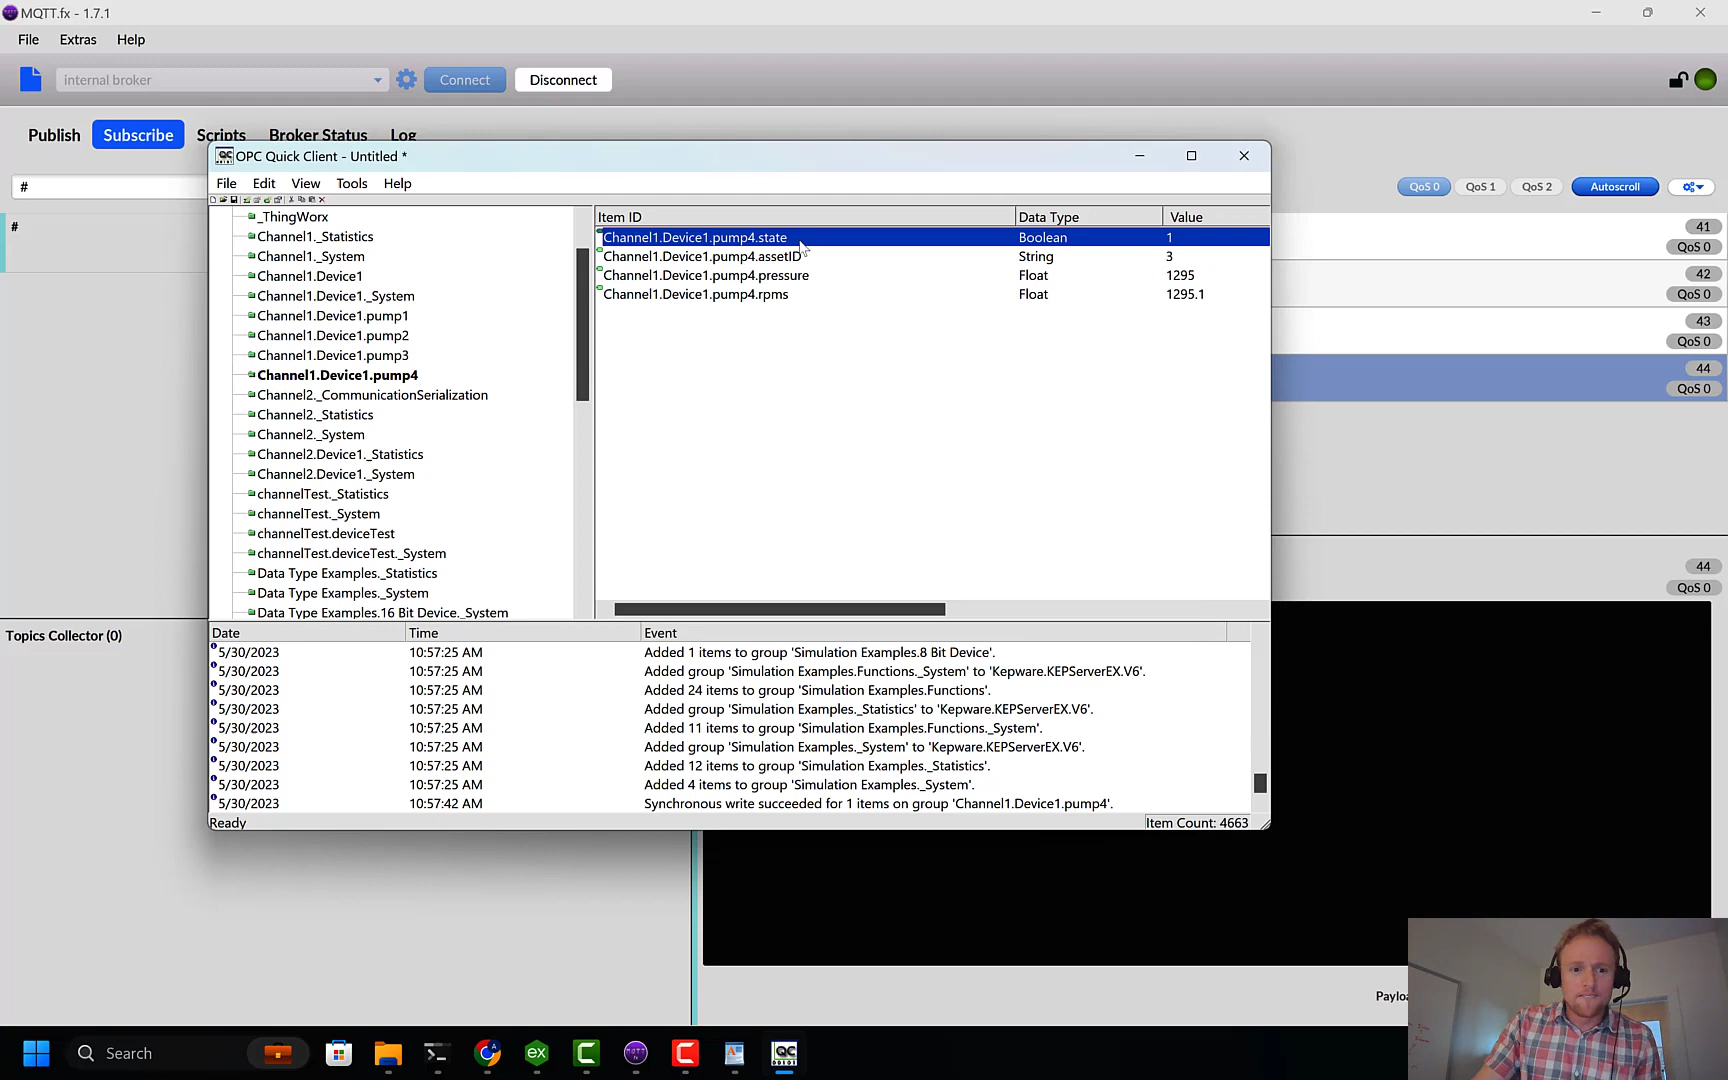 MQTT.fx - 1.7.1
File Extras Help
internal broker Connect Disconnect
Publish Subscribe Scripts Broker Status Log
# QoS 0 QoS 1 QoS 2 Autoscroll
# 41
QoS 0
42
QoS 0
43
QoS 0
44
QoS 0
44
QoS 0
Topics Collector (0)
OPC Quick Client - Untitled *
File Edit View Tools Help
_ThingWorx
Channel1._Statistics
Channel1._System
Channel1.Device1
Channel1.Device1._System
Channel1.Device1.pump1
Channel1.Device1.pump2
Channel1.Device1.pump3
Channel1.Device1.pump4
Channel2._CommunicationSerialization
Channel2._Statistics
Channel2._System
Channel2.Device1._Statistics
Channel2.Device1._System
channelTest._Statistics
channelTest._System
channelTest.deviceTest
channelTest.deviceTest._System
Data Type Examples._Statistics
Data Type Examples._System
Data Type Examples.16 Bit Device._System
Item ID Data Type Value
Channel1.Device1.pump4.state Boolean 1
Channel1.Device1.pump4.assetID String 3
Channel1.Device1.pump4.pressure Float 1295
Channel1.Device1.pump4.rpms Float 1295.1
Date Time Event
5/30/2023 10:57:25 AM Added 1 items to group 'Simulation Examples.8 Bit Device'.
5/30/2023 10:57:25 AM Added group 'Simulation Examples.Functions._System' to 'Kepware.KEPServerEX.V6'.
5/30/2023 10:57:25 AM Added 24 items to group 'Simulation Examples.Functions'.
5/30/2023 10:57:25 AM Added group 'Simulation Examples._Statistics' to 'Kepware.KEPServerEX.V6'.
5/30/2023 10:57:25 AM Added 11 items to group 'Simulation Examples.Functions._System'.
5/30/2023 10:57:25 AM Added group 'Simulation Examples._System' to 'Kepware.KEPServerEX.V6'.
5/30/2023 10:57:25 AM Added 12 items to group 'Simulation Examples._Statistics'.
5/30/2023 10:57:25 AM Added 4 items to group 'Simulation Examples._System'.
5/30/2023 10:57:42 AM Synchronous write succeeded for 1 items on group 'Channel1.Device1.pump4'.
Ready Item Count: 4663
Paylo
Search